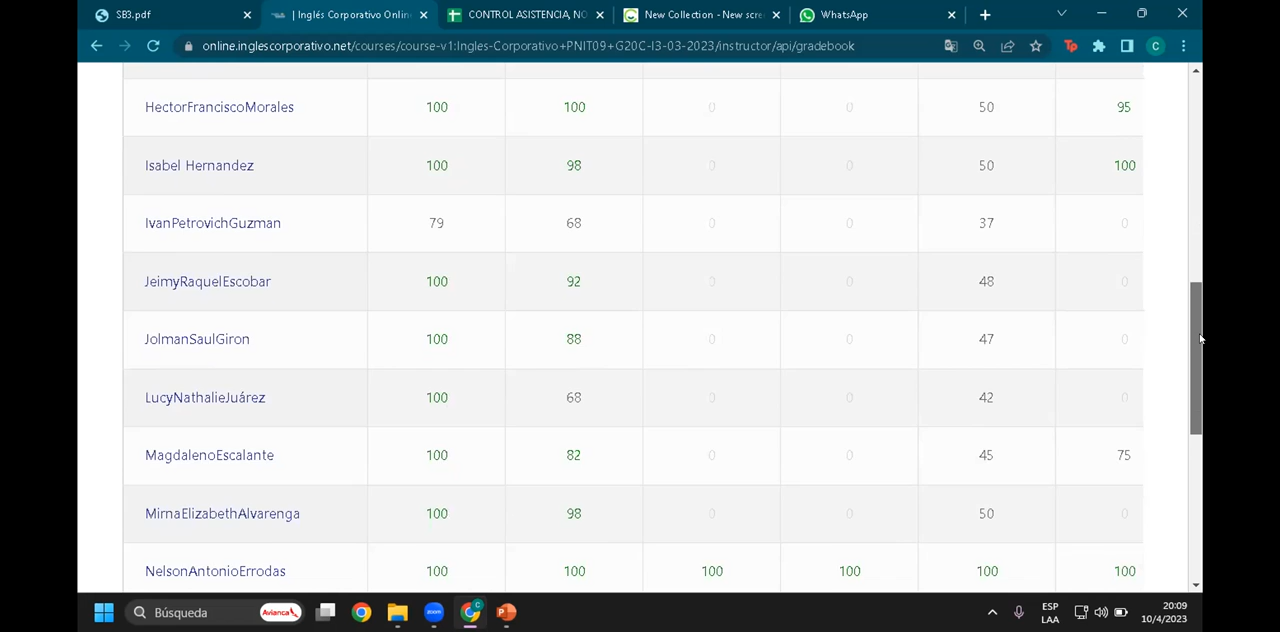 SB3.pdf
| Inglés Corporativo Onlin
CONTROL ASISTENCIA, NO
New Collection - New scre
WhatsApp
online.inglescorporativo.net/courses/course-v1:Ingles-Corporativo+PNIT09+G20C-I3-03-2023/instructor/api/gradebook
HectorFranciscoMorales 100 100 0 0 50 95
Isabel Hernandez 100 98 0 0 50 100
IvanPetrovichGuzman 79 68 0 0 37 0
JeimyRaquelEscobar 100 92 0 0 48 0
JolmanSaulGiron 100 88 0 0 47 0
LucyNathalieJuárez 100 68 0 0 42 0
MagdalenoEscalante 100 82 0 0 45 75
MirnaElizabethAlvarenga 100 98 0 0 50 0
NelsonAntonioErrodas 100 100 100 100 100 100
Búsqueda
Avianca
zoom
ESP
LAA
20:09
10/4/2023